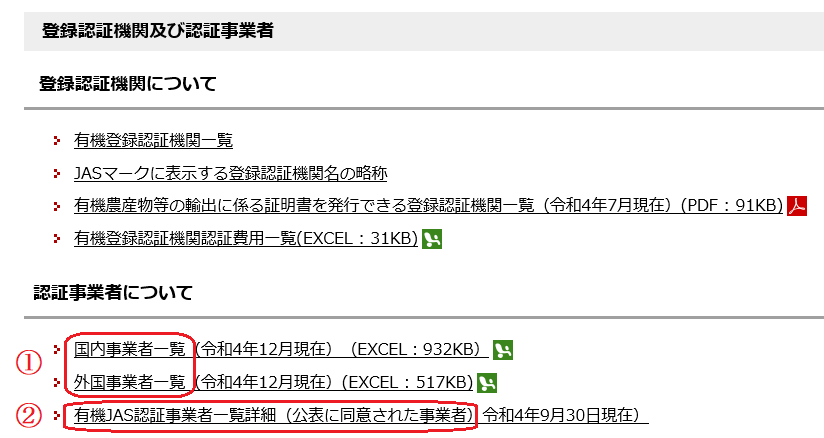 登録認証機関及び認証事業者
登録認証機関について
有機登録認証機関一覧
JASマークに表示する登録認証機関名の略称
有機農産物等の輸出に係る証明書を発行できる登録認証機関一覧（令和4年7月現在）(PDF：91KB)
有機登録認証機関認証費用一覧(EXCEL：31KB)
認証事業者について
① 国内事業者一覧（令和4年12月現在）（EXCEL：932KB）
外国事業者一覧（令和4年12月現在）(EXCEL：517KB)
② 有機JAS認証事業者一覧詳細（公表に同意された事業者）令和4年9月30日現在）